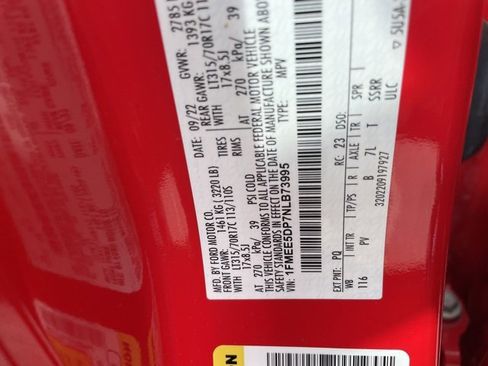 MFD. BY FORD MOTOR CO.
DATE: 09/22 GVWR: 2785
FRONT GAWR: 1461 KG ( 3220 LB) REAR GAWR: 1393 KG
LT315/70R17C 113/110S TIRES WITH LT315/70R17C 113
17x8.5J RIMS 17x8.5J
AT 270 kPa/ 39 PSI COLD AT 270 kPa/ 39
THIS VEHICLE CONFORMS TO ALL APPLICABLE FEDERAL MOTOR VEHICLE
IN EFFECT ON THE DATE OF MANUFACTURE SHOWN ABOVE
VIN: 1FMEE5DP7NLB73995 TYPE: MPV
EXT PNT: PQ RC: 23 DSO:
WB INT TR TP/PS R AXLE TR SPR SSRR
116 PV B 7L T ULC
3202209197927 5U5A-